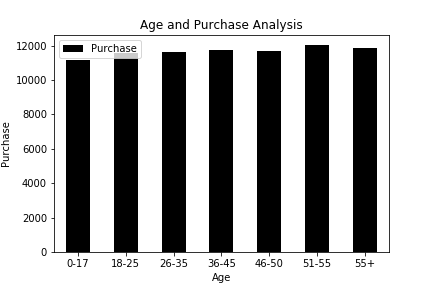 Age and Purchase Analysis
Purchase
12000
10000
8000
6000
4000
2000
0
Purchase
0-17 18-25 26-35 36-45 46-50 51-55 55+
Age